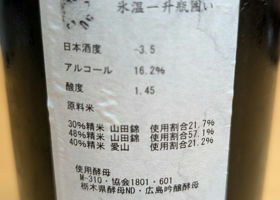 氷温一升瓶囲い
日本酒度 -3.5
アルコール 16.2%
酸度 1.45
原料米
30%精米 山田錦 使用割合21.7%
48%精米 山田錦 使用割合57.1%
40%精米 愛山 使用割合21.2%
使用酵母
M-310・協会1801・601
栃木県酵母ND・広島吟醸酵母